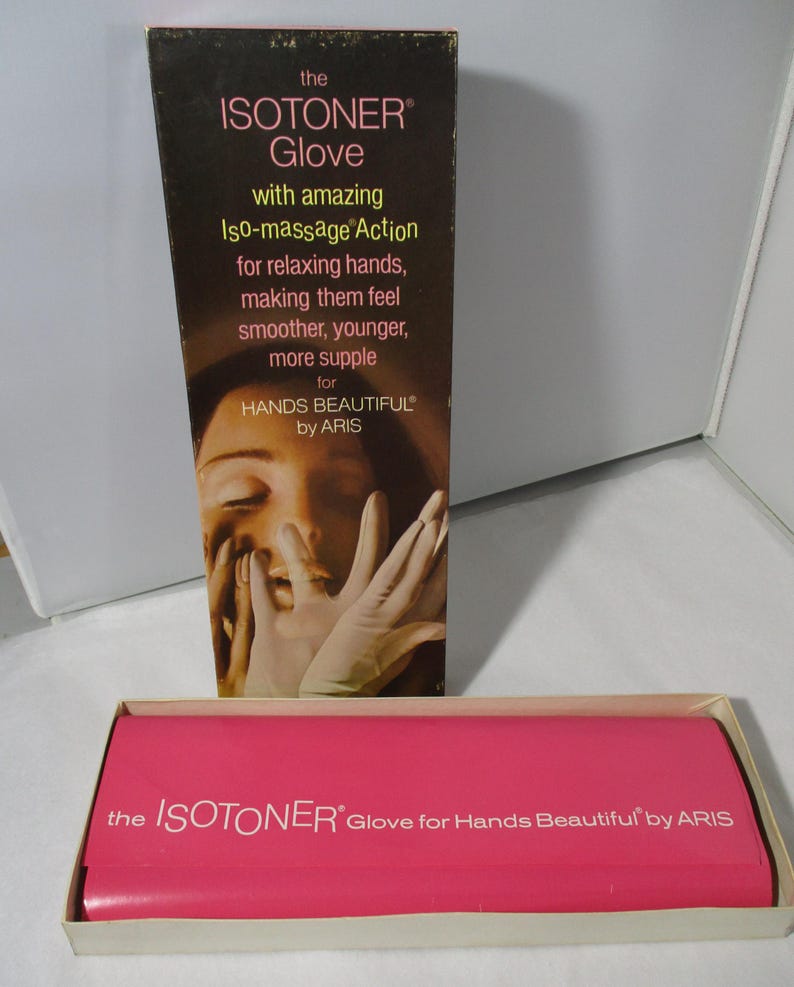 the
ISOTONER®
Glove
with amazing
Iso-massage®Action
for relaxing hands,
making them feel
smoother, younger,
more supple
for
HANDS BEAUTIFUL®
by ARIS
the ISOTONER® Glove for Hands Beautiful® by ARIS